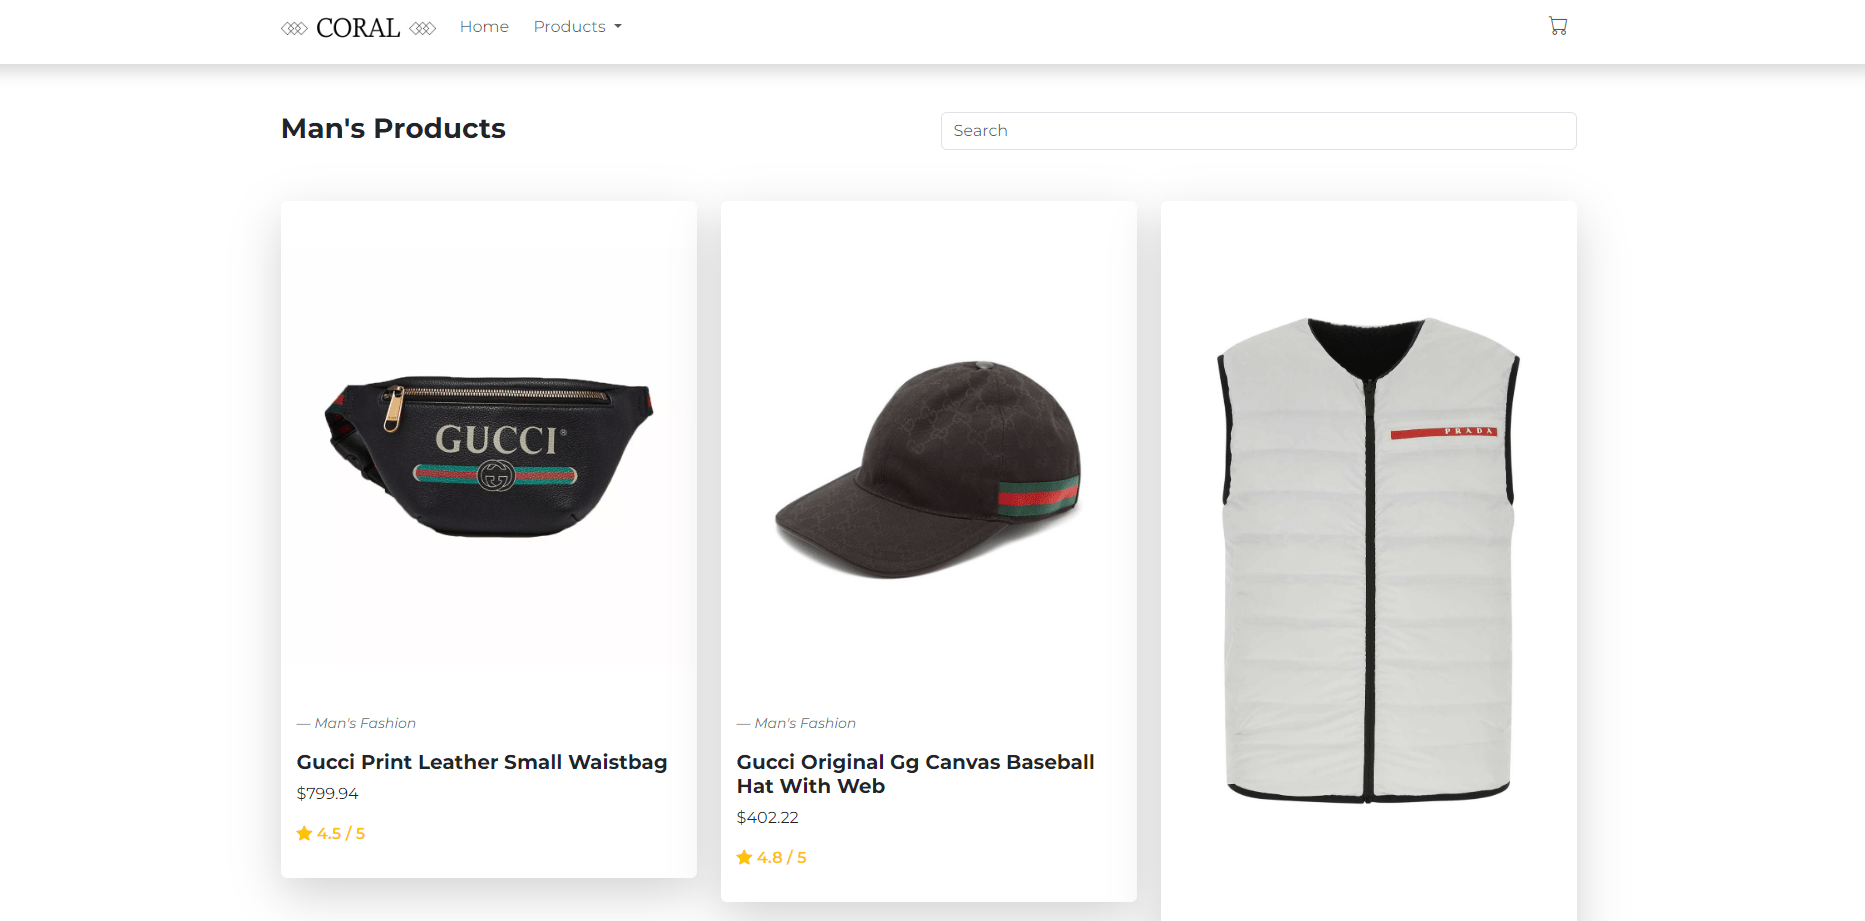 CORAL
Home
Products
Man's Products
Search
GUCCI®
PRADA
— Man's Fashion
Gucci Print Leather Small Waistbag
$799.94
4.5 / 5
— Man's Fashion
Gucci Original Gg Canvas Baseball
Hat With Web
$402.22
4.8 / 5